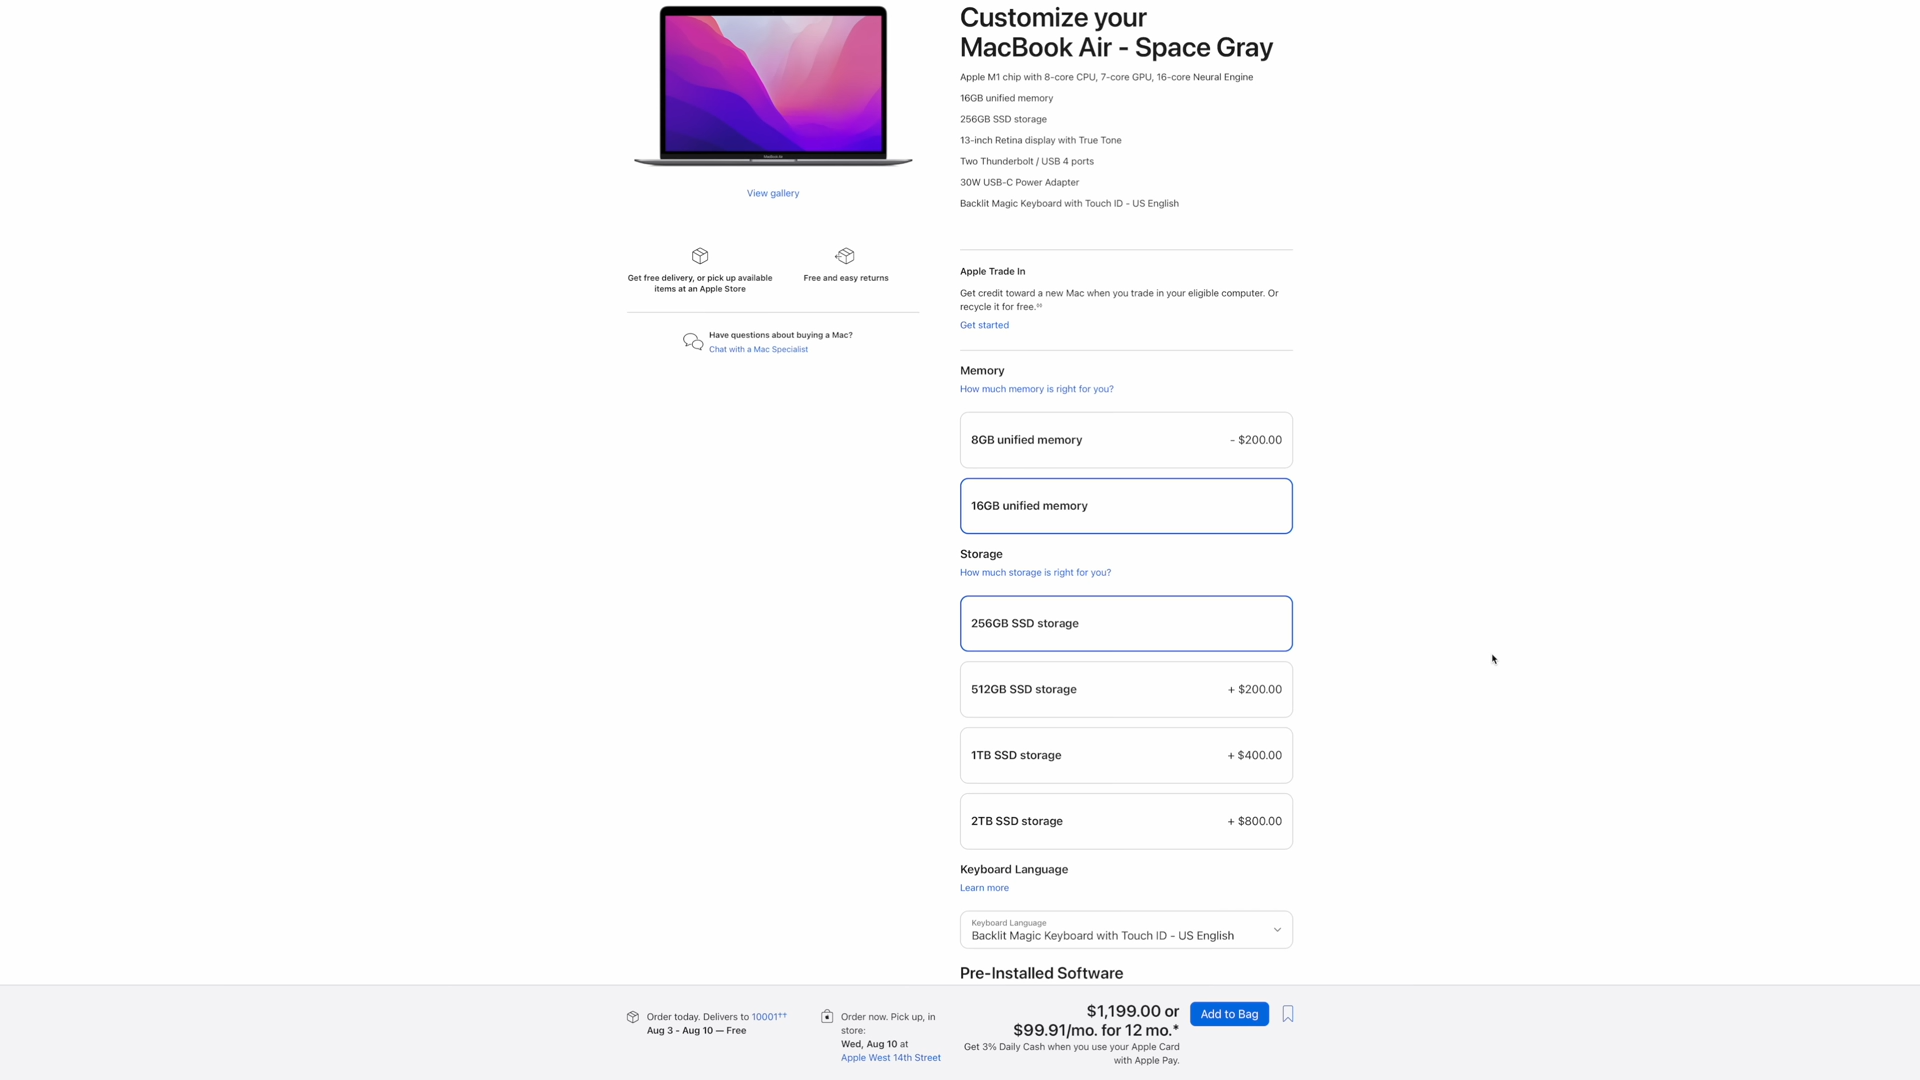 Customize your
MacBook Air - Space Gray
Apple M1 chip with 8-core CPU, 7-core GPU, 16-core Neural Engine
16GB unified memory
256GB SSD storage
13-inch Retina display with True Tone
Two Thunderbolt / USB 4 ports
30W USB-C Power Adapter
Backlit Magic Keyboard with Touch ID - US English
View gallery
Get free delivery, or pick up available
items at an Apple Store
Free and easy returns
Have questions about buying a Mac?
Chat with a Mac Specialist
Apple Trade In
Get credit toward a new Mac when you trade in your eligible computer. Or
recycle it for free.
Get started
Memory
How much memory is right for you?
8GB unified memory - $200.00
16GB unified memory
Storage
How much storage is right for you?
256GB SSD storage
512GB SSD storage + $200.00
1TB SSD storage + $400.00
2TB SSD storage + $800.00
Keyboard Language
Learn more
Keyboard Language
Backlit Magic Keyboard with Touch ID - US English
Pre-Installed Software
Order today. Delivers to 10001††
Aug 3 - Aug 10 — Free
Order now. Pick up, in
store:
Wed, Aug 10 at
Apple West 14th Street
$1,199.00 or
$99.91/mo. for 12 mo.*
Get 3% Daily Cash when you use your Apple Card
with Apple Pay.
Add to Bag